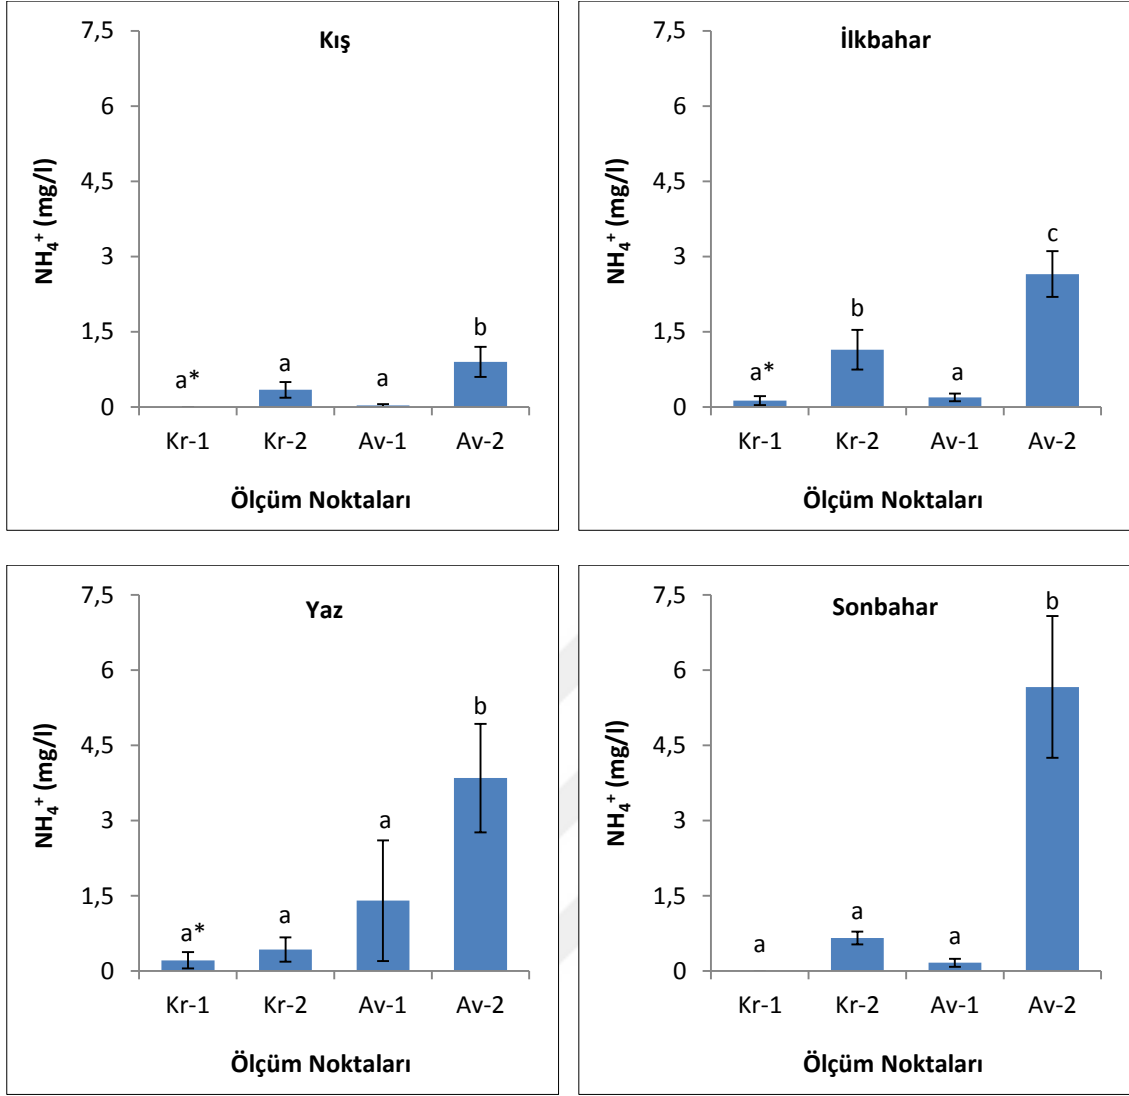 Kış
7,5
6
4,5
3
1,5
0
NH₄⁺ (mg/l)
a* a a b
Kr-1 Kr-2 Av-1 Av-2
Ölçüm Noktaları
İlkbahar
7,5
6
4,5
3
1,5
0
NH₄⁺ (mg/l)
a* b a c
Kr-1 Kr-2 Av-1 Av-2
Ölçüm Noktaları
Yaz
7,5
6
4,5
3
1,5
0
NH₄⁺ (mg/l)
a* a a b
Kr-1 Kr-2 Av-1 Av-2
Ölçüm Noktaları
Sonbahar
7,5
6
4,5
3
1,5
0
NH₄⁺ (mg/l)
a a a b
Kr-1 Kr-2 Av-1 Av-2
Ölçüm Noktaları